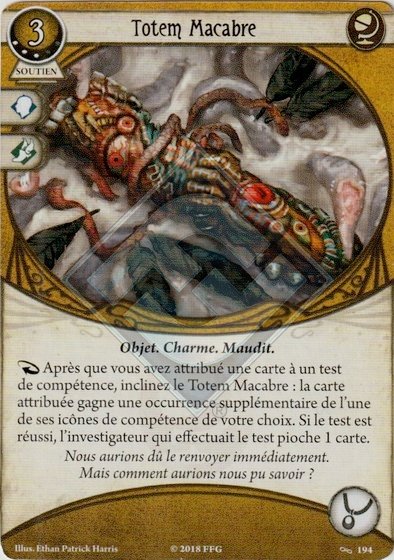 Totem Macabre
3
SOUTIEN
Objet. Charme. Maudit.
Après que vous avez attribué une carte à un test
de compétence, inclinez le Totem Macabre : la carte
attribuée gagne une occurrence supplémentaire de l'une
de ses icônes de compétence de votre choix. Si le test est
réussi, l'investigateur qui effectuait le test pioche 1 carte.
Nous aurions dû le renvoyer immédiatement.
Mais comment aurions nous pu savoir ?
®
Illus. Ethan Patrick Harris © 2018 FFG 194